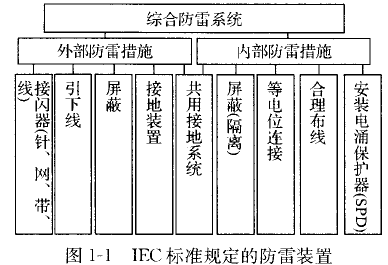 综合防雷系统
外部防雷措施
内部防雷措施
接闪器(针、网、带、线)
引下线
屏蔽
接地装置
共用接地系统
屏蔽(隔离)
等电位连接
合理布线
安装电涌保护器(SPD)
图 1-1 IEC 标准规定的防雷装置